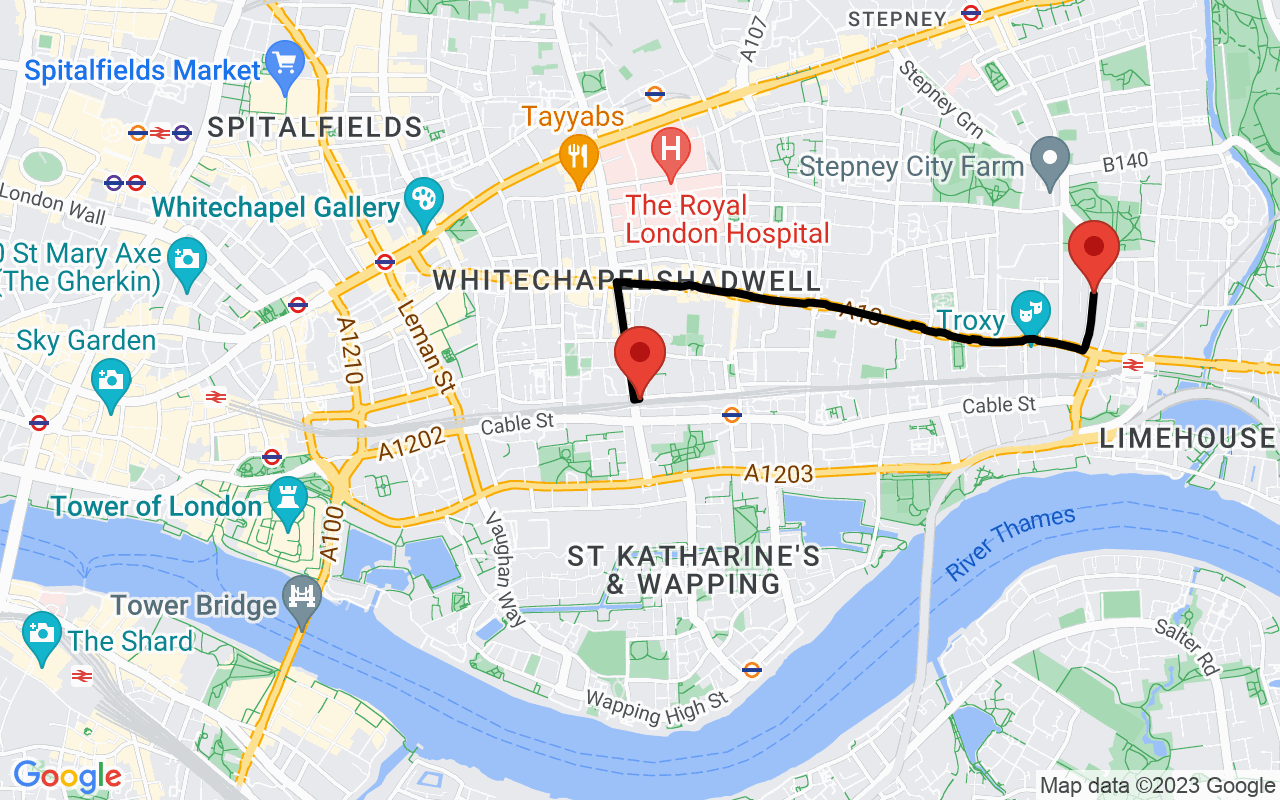 STEPNEY
A107
Spitalfields Market
Stepney Grn
Tayyabs
SPITALFIELDS
H
B140
Stepney City Farm
London Wall
Whitechapel Gallery
The Royal
London Hospital
0 St Mary Axe
(The Gherkin)
WHITECHAPEL
SHADWELL
Leman St
A1210
A13
Troxy
Sky Garden
Cable St
Cable St
A1202
LIMEHOUSE
A1203
Tower of London
A100
Vaughan Way
River Thames
ST KATHARINE'S
& WAPPING
Tower Bridge
The Shard
Salter Rd
Wapping High St
Google
Map data ©2023 Google